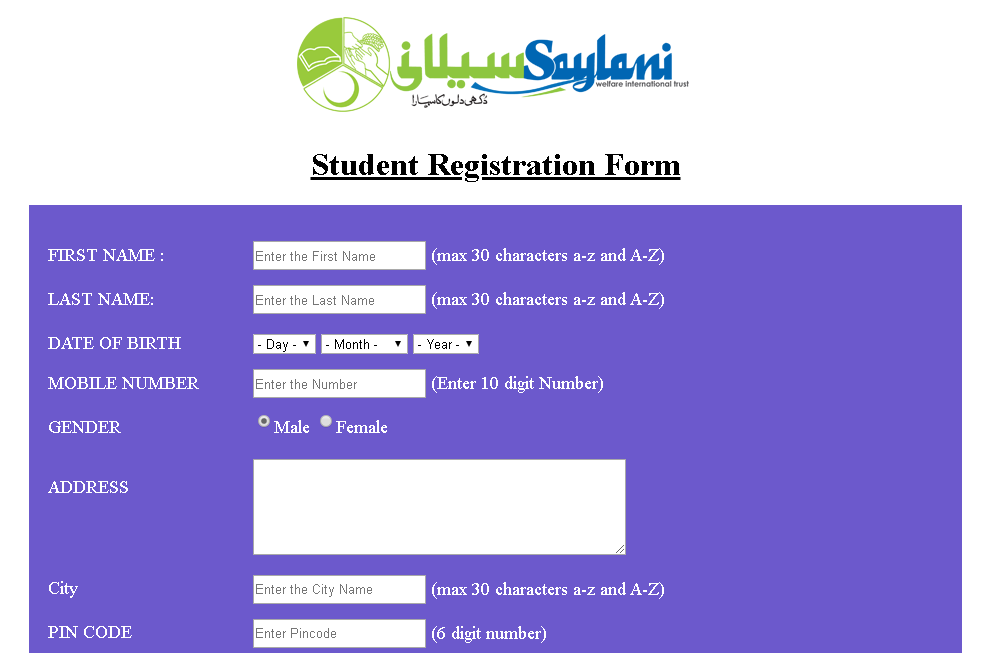 سیلانی Saylani
welfare international trust
دُکھی دلوں کا سہارا
Student Registration Form
FIRST NAME : Enter the First Name (max 30 characters a-z and A-Z)
LAST NAME: Enter the Last Name (max 30 characters a-z and A-Z)
DATE OF BIRTH - Day - - Month - - Year -
MOBILE NUMBER Enter the Number (Enter 10 digit Number)
GENDER Male Female
ADDRESS
City Enter the City Name (max 30 characters a-z and A-Z)
PIN CODE Enter Pincode (6 digit number)